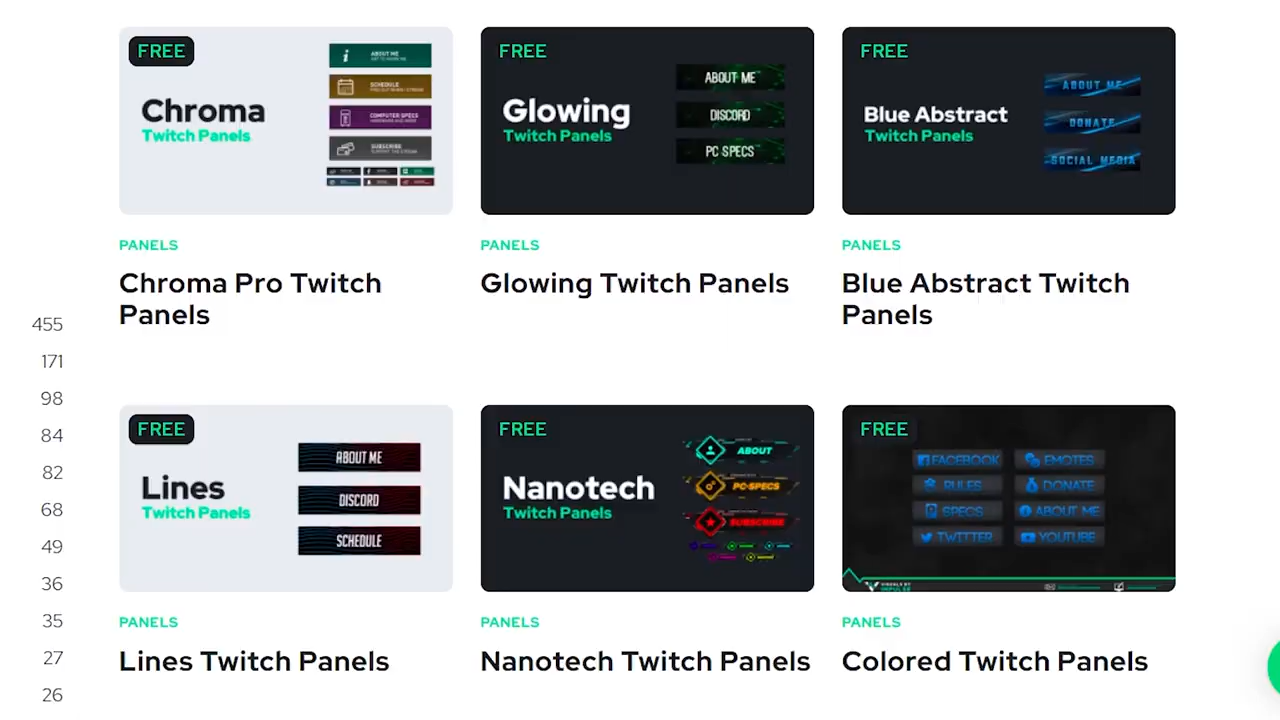 FREE
Chroma
Twitch Panels
ABOUT ME
SCHEDULE
COMPUTER SPECS
SUBSCRIBE
FREE
Glowing
Twitch Panels
ABOUT ME
DISCORD
PC SPECS
FREE
Blue Abstract
Twitch Panels
ABOUT ME
DONATE
SOCIAL MEDIA
PANELS
Chroma Pro Twitch
Panels
PANELS
Glowing Twitch Panels
PANELS
Blue Abstract Twitch
Panels
455
171
98
84
82
68
49
36
35
27
26
FREE
Lines
Twitch Panels
ABOUT ME
DISCORD
SCHEDULE
FREE
Nanotech
Twitch Panels
ABOUT
PC-SPECS
SUBSCRIBE
FREE
FACEBOOK
EMOTES
RULES
DONATE
SPECS
ABOUT ME
TWITTER
YOUTUBE
VISUALS BY
IMPULSE
PANELS
Lines Twitch Panels
PANELS
Nanotech Twitch Panels
PANELS
Colored Twitch Panels